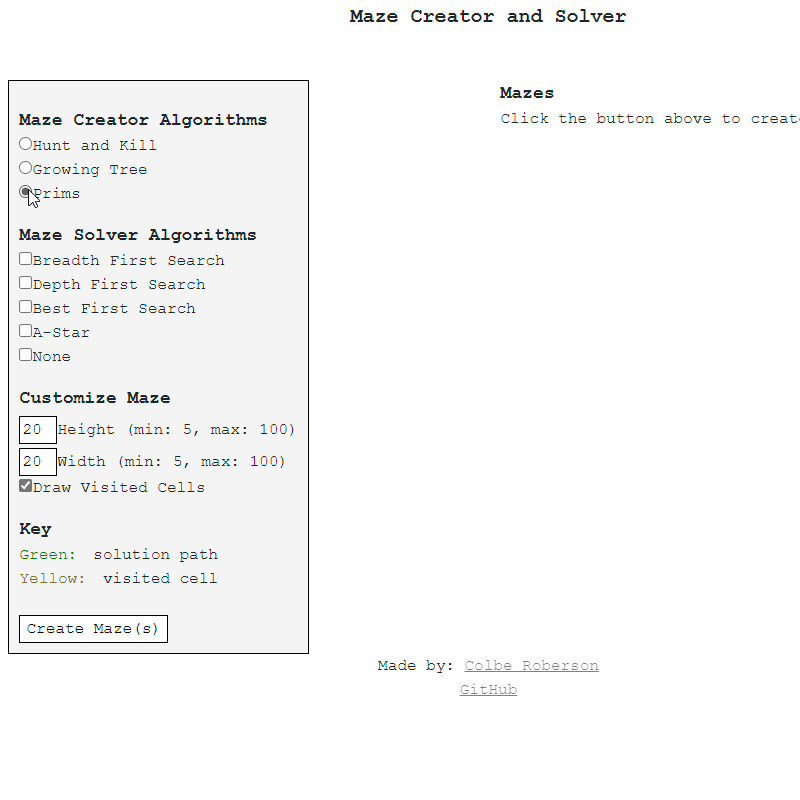 Maze Creator and Solver
Maze Creator Algorithms
Hunt and Kill
Growing Tree
Prims
Maze Solver Algorithms
Breadth First Search
Depth First Search
Best First Search
A-Star
None
Customize Maze
20 Height (min: 5, max: 100)
20 Width (min: 5, max: 100)
Draw Visited Cells
Key
Green: solution path
Yellow: visited cell
Create Maze(s)
Mazes
Click the button above to creat
Made by: Colbe Roberson
GitHub